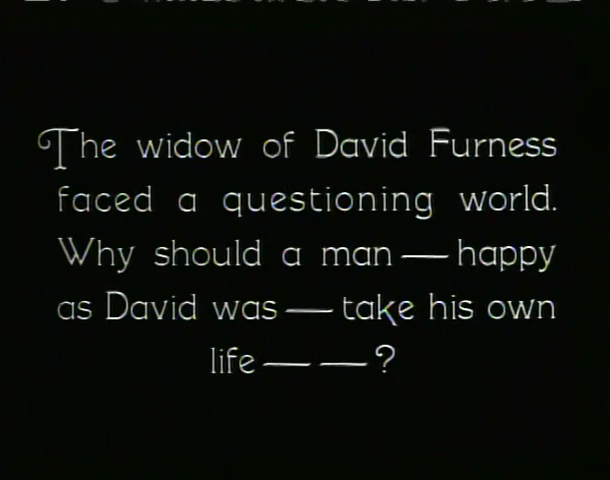 The widow of David Furness
faced a questioning world.
Why should a man — happy
as David was — take his own
life — — ?